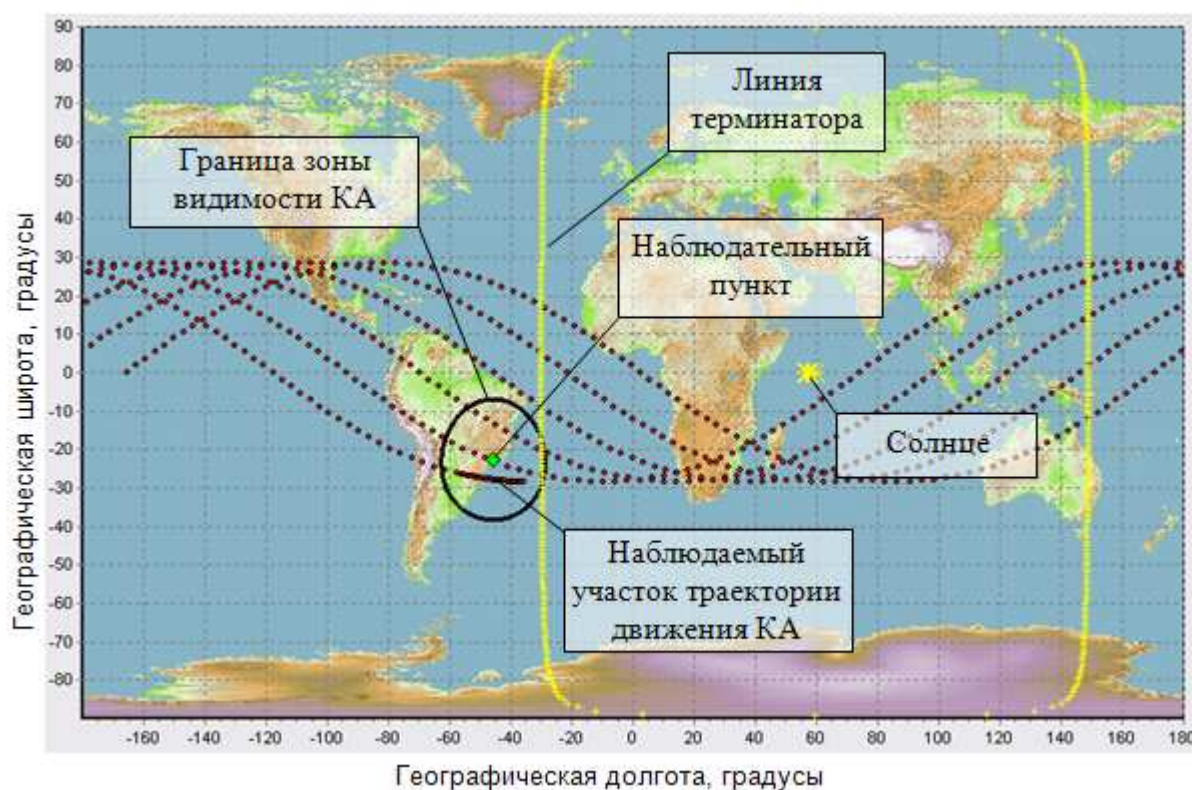 90
80
70
60
50
40
30
20
10
0
-10
-20
-30
-40
-50
-60
-70
-80
Географическая широта, градусы
Линия
терминатора
Граница зоны
видимости КА
Наблюдательный
пункт
Солнце
Наблюдаемый
участок траектории
движения КА
-160 -140 -120 -100 -80 -60 -40 -20 0 20 40 60 80 100 120 140 160 180
Географическая долгота, градусы